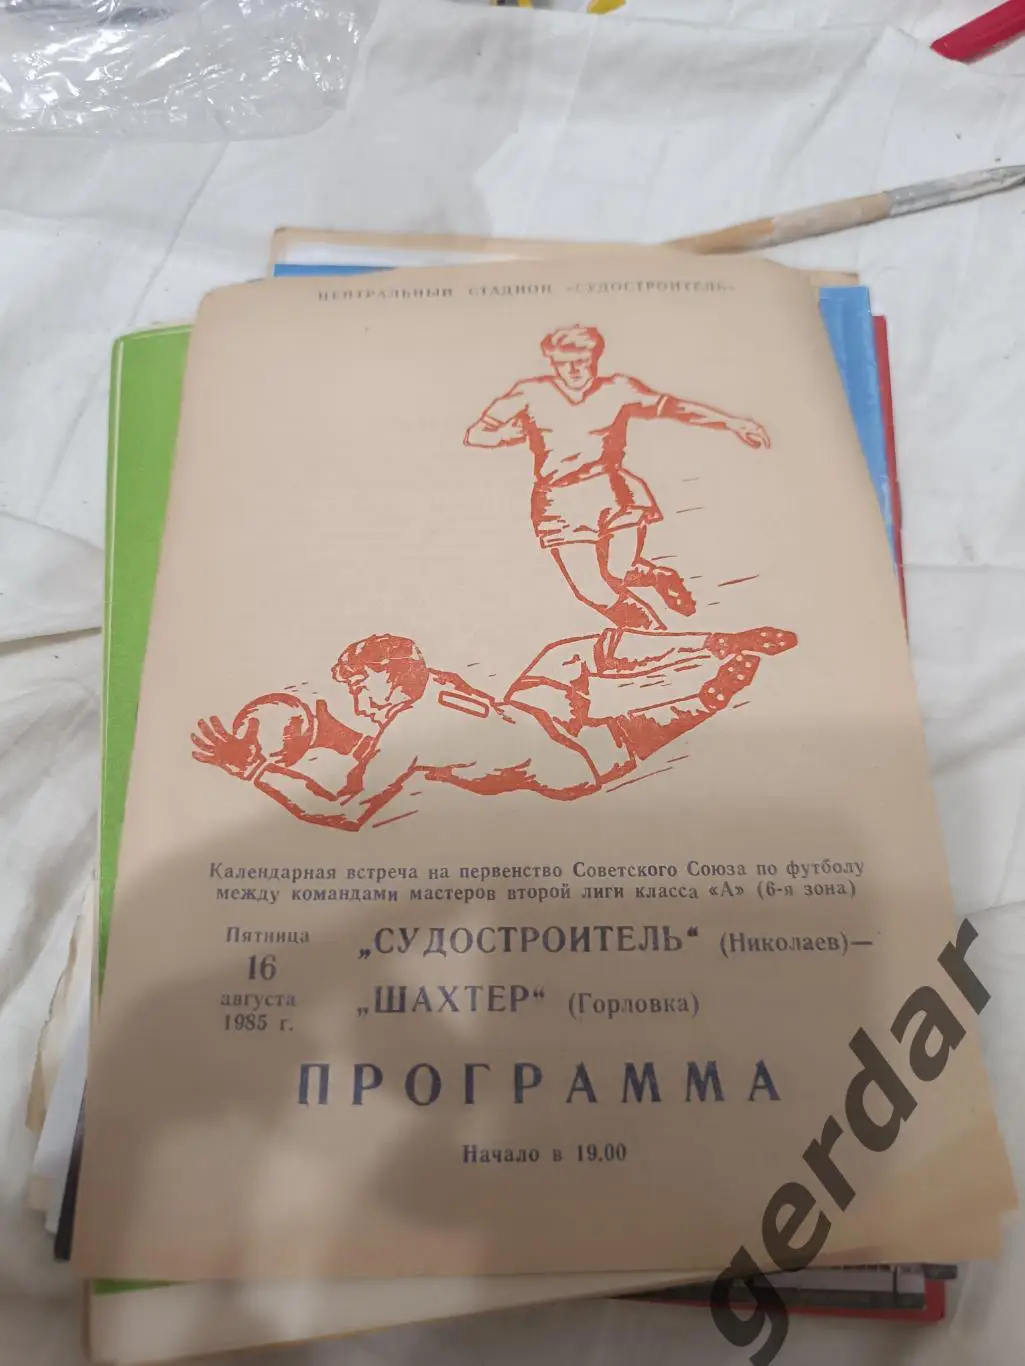 ЦЕНТРАЛЬНЫЙ СТАДИОН «СУДОСТРОИТЕЛЬ»
Календарная встреча на первенство Советского Союза по футболу
между командами мастеров второй лиги класса «А» (6-я зона)
Пятница
16
августа
1985 г.
„СУДОСТРОИТЕЛЬ“ (Николаев)—
„ШАХТЕР“ (Горловка)
ПРОГРАММА
Начало в 19.00
gerdar